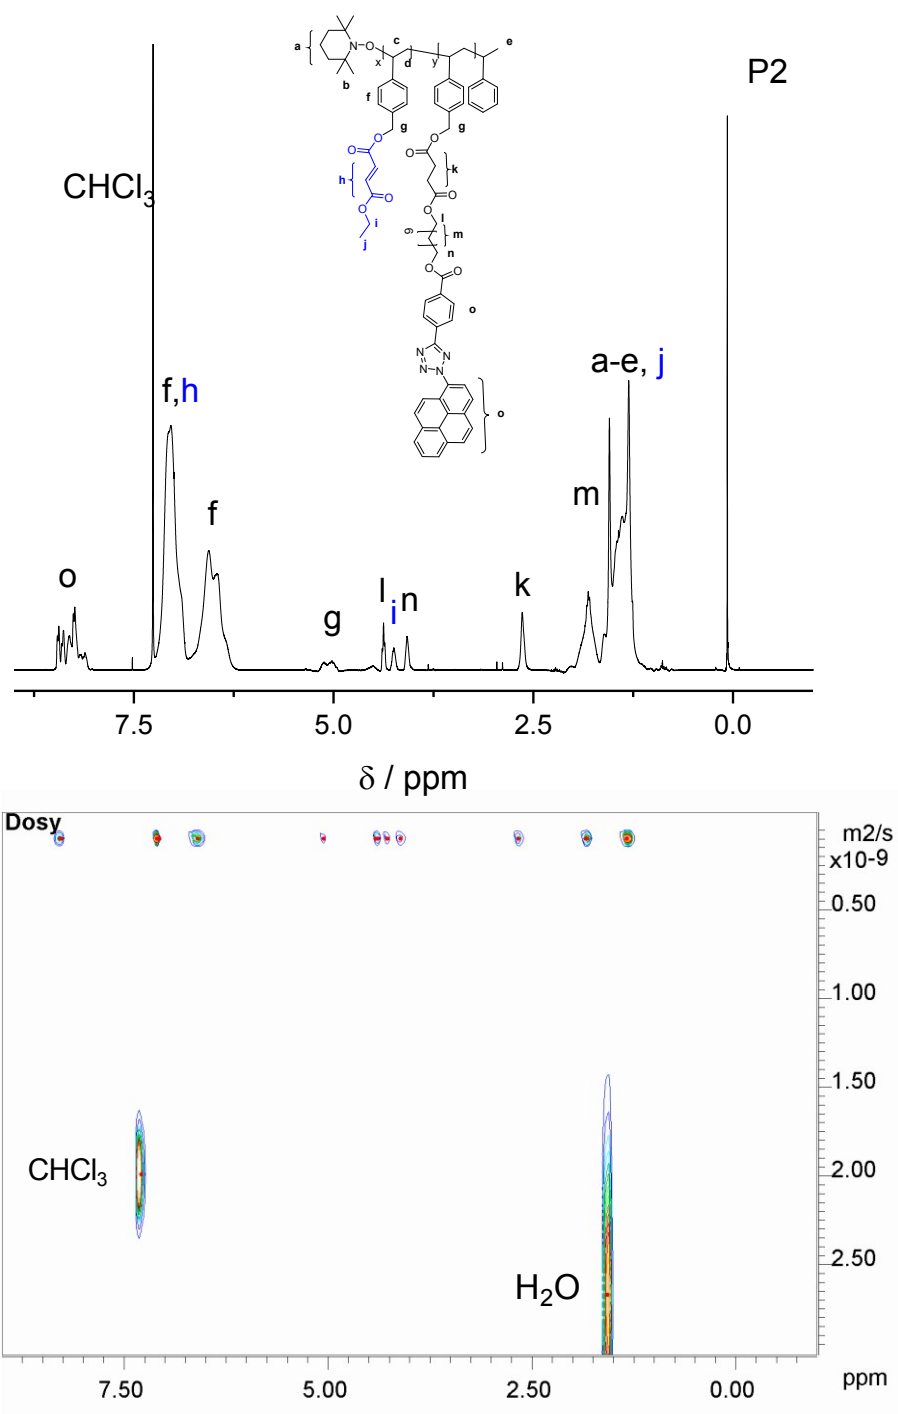 P2
CHCl3
a
b
c
d
e
x
y
N
O
f
g
g
O
O
O
O
O
O
O
O
h
i
j
k
l
9
m
n
O
O
o
N
N
N
N
o
f,h
f
o
g
l
i
n
k
m
a-e, j
7.5
5.0
2.5
0.0
δ / ppm
Dosy
m2/s
x10-9
0.50
1.00
1.50
2.00
2.50
CHCl3
H2O
7.50
5.00
2.50
0.00
ppm